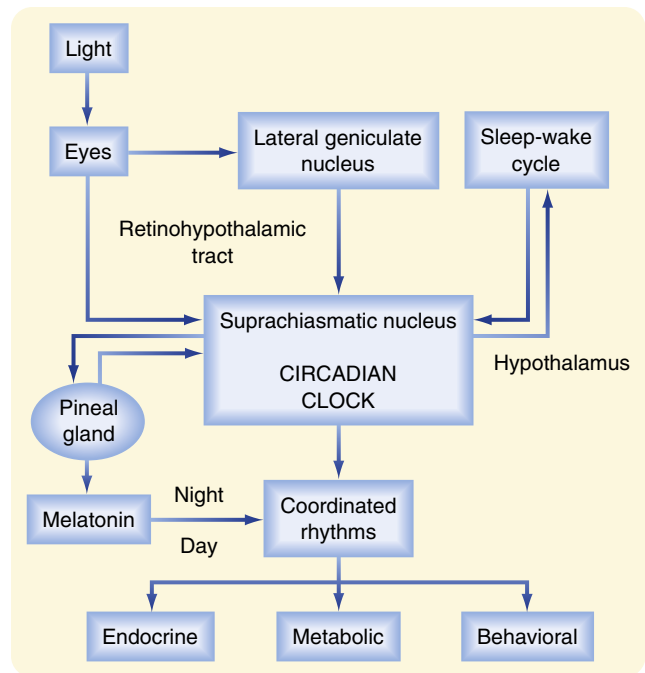 Light
Eyes
Lateral geniculate
nucleus
Sleep-wake
cycle
Retinohypothalamic
tract
Suprachiasmatic nucleus
CIRCADIAN
CLOCK
Hypothalamus
Pineal
gland
Melatonin
Night
Day
Coordinated
rhythms
Endocrine
Metabolic
Behavioral